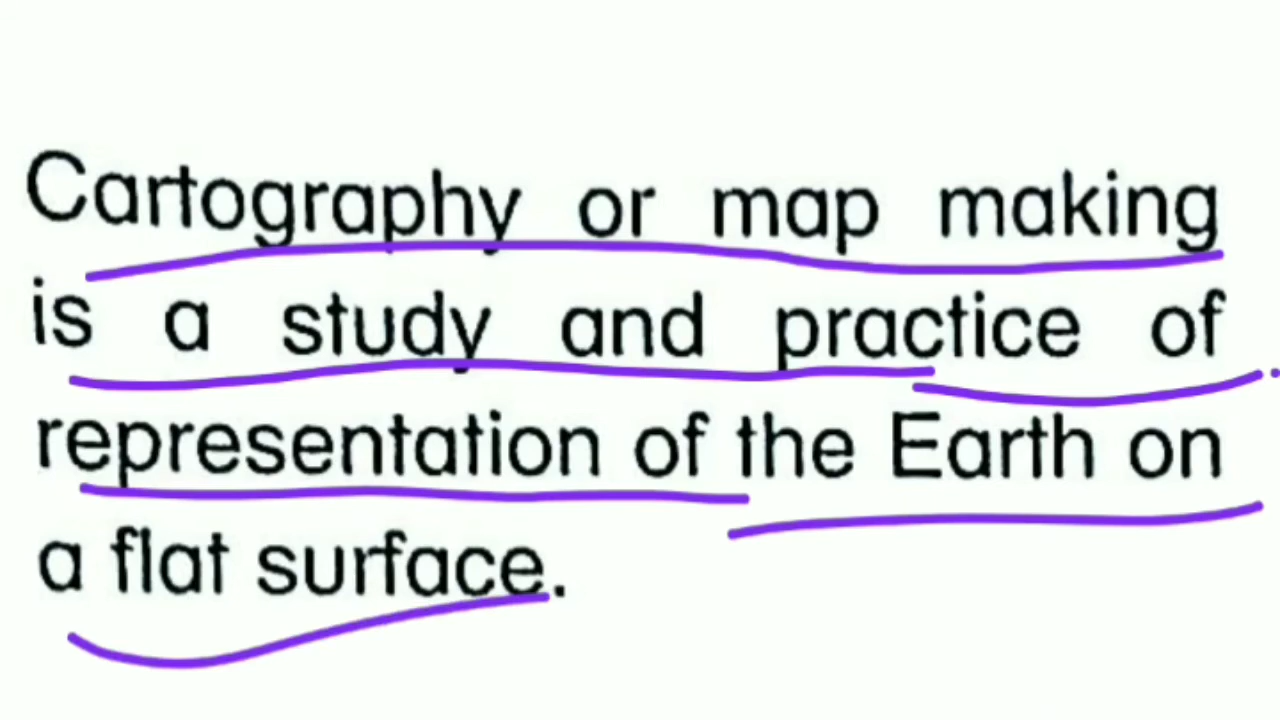 Cartography or map making
is a study and practice of
representation of the Earth on
a flat surface.